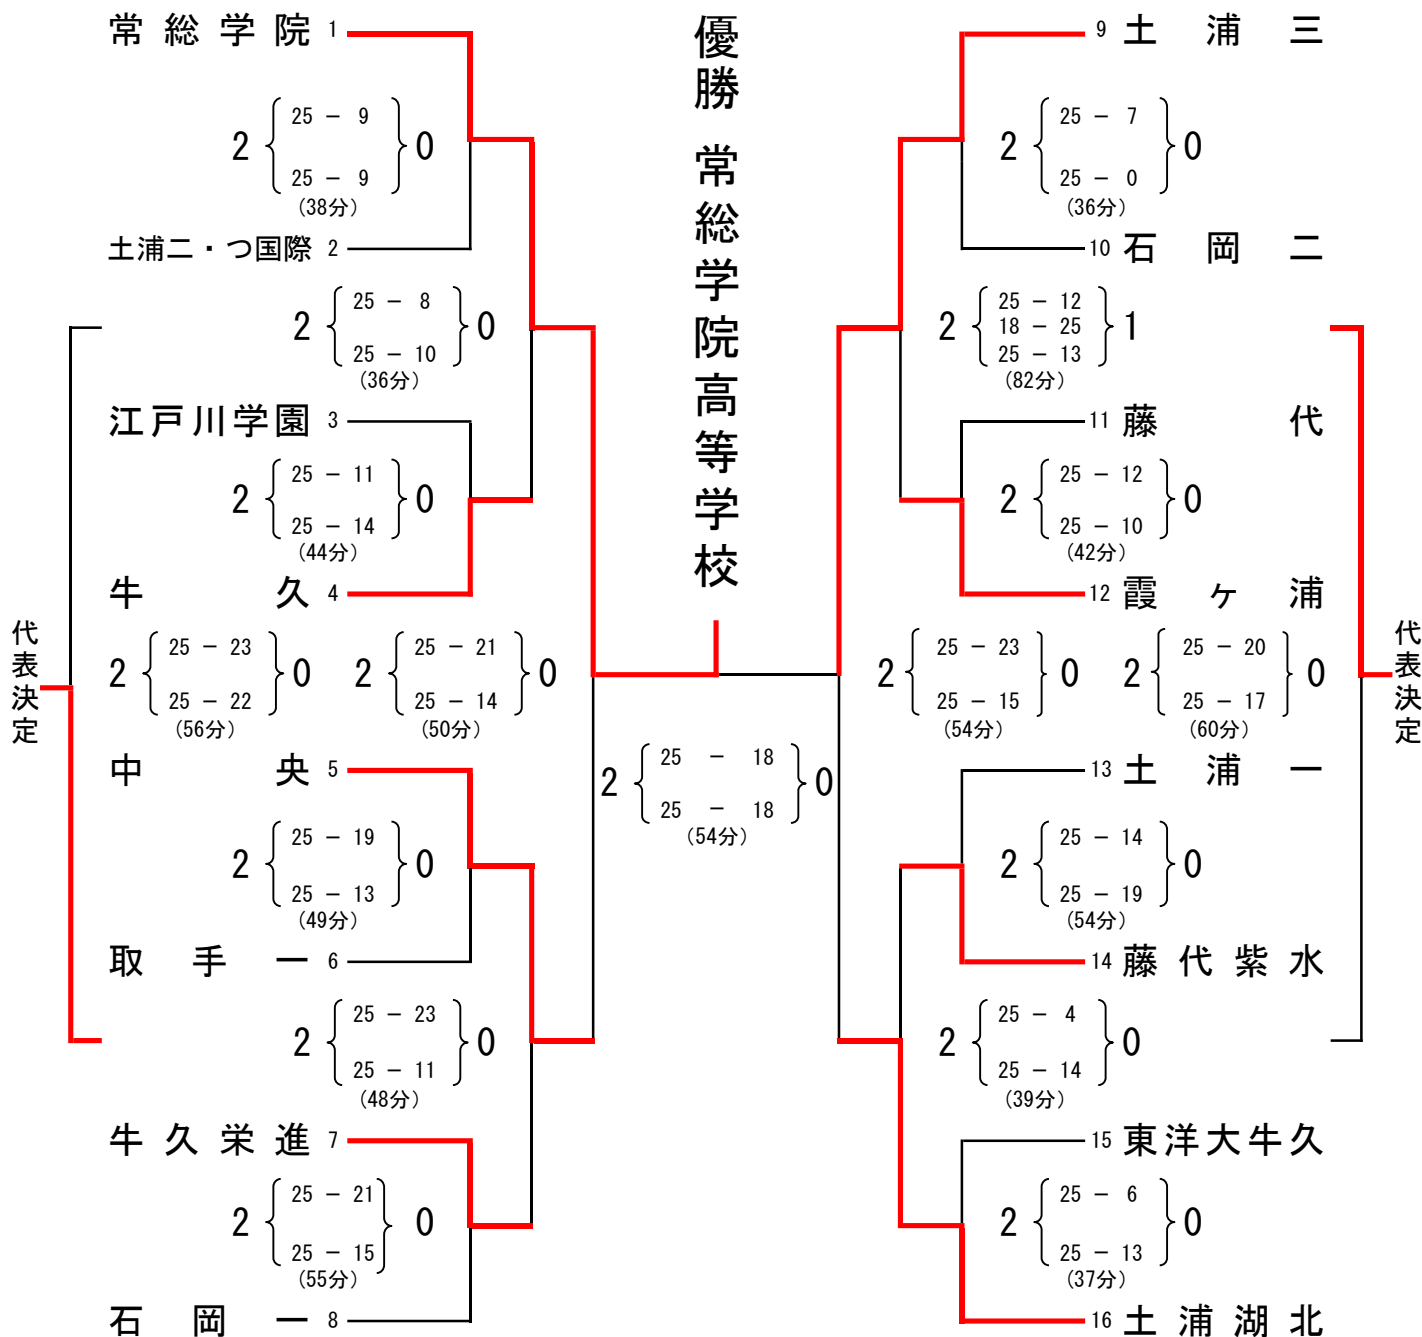 優勝 常総学院高等学校
常総学院 1
2 25 － 9 0
25 － 9
(38分)
土浦二・つ国際 2
2 25 － 8 0
25 － 10
(36分)
江戸川学園 3
2 25 － 11 0
25 － 14
(44分)
牛久 4
代表決定
2 25 － 23 0
25 － 22
(56分)
2 25 － 21 0
25 － 14
(50分)
中央 5
2 25 － 19 0
25 － 13
(49分)
取手一 6
2 25 － 23 0
25 － 11
(48分)
牛久栄進 7
2 25 － 21 0
25 － 15
(55分)
石岡一 8
2 25 － 18 0
25 － 18
(54分)
9 土浦三
2 25 － 7 0
25 － 0
(36分)
10 石岡二
2 25 － 12 1
18 － 25
25 － 13
(82分)
11 藤代
2 25 － 12 0
25 － 10
(42分)
12 霞ヶ浦
2 25 － 23 0
25 － 15
(54分)
2 25 － 20 0
25 － 17
(60分)
代表決定
13 土浦一
2 25 － 14 0
25 － 19
(54分)
14 藤代紫水
2 25 － 4 0
25 － 14
(39分)
15 東洋大牛久
2 25 － 6 0
25 － 13
(37分)
16 土浦湖北